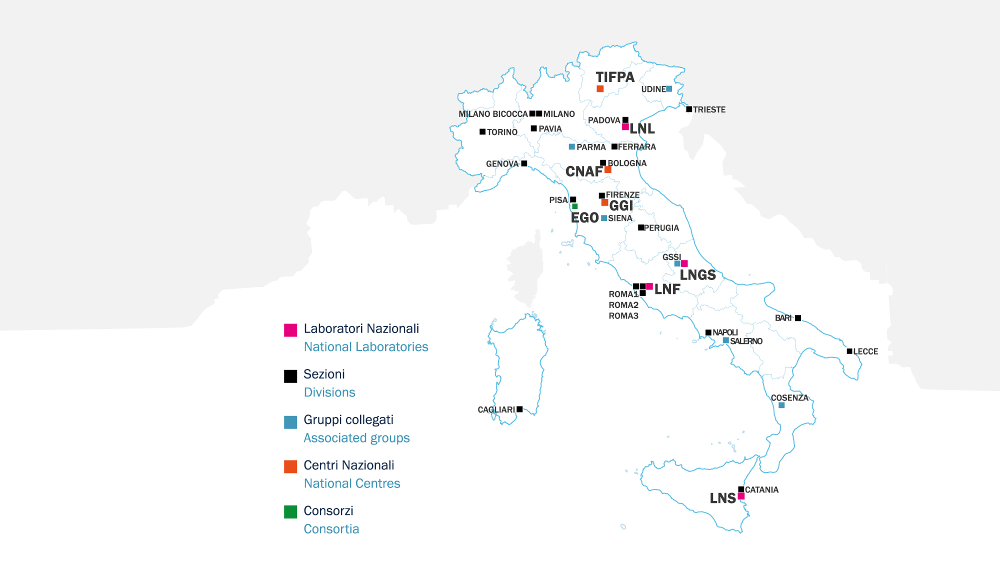 TIFPA
UDINE
TRIESTE
MILANO BICOCCA
MILANO
PADOVA
LNL
PAVIA
TORINO
PARMA
FERRARA
GENOVA
BOLOGNA
CNAF
FIRENZE
PISA
GGI
EGO
SIENA
PERUGIA
GSSI
LNGS
LNF
ROMA1
ROMA2
ROMA3
BARI
NAPOLI
SALERNO
LECCE
COSENZA
CAGLIARI
CATANIA
LNS
Laboratori Nazionali
National Laboratories
Sezioni
Divisions
Gruppi collegati
Associated groups
Centri Nazionali
National Centres
Consorzi
Consortia